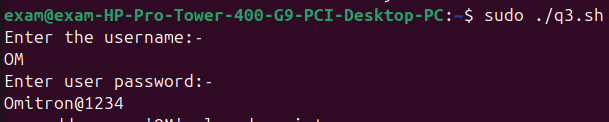 exam@exam-HP-Pro-Tower-400-G9-PCI-Desktop-PC:~$ sudo ./q3.sh
Enter the username:-
OM
Enter user password:-
Omitron@1234